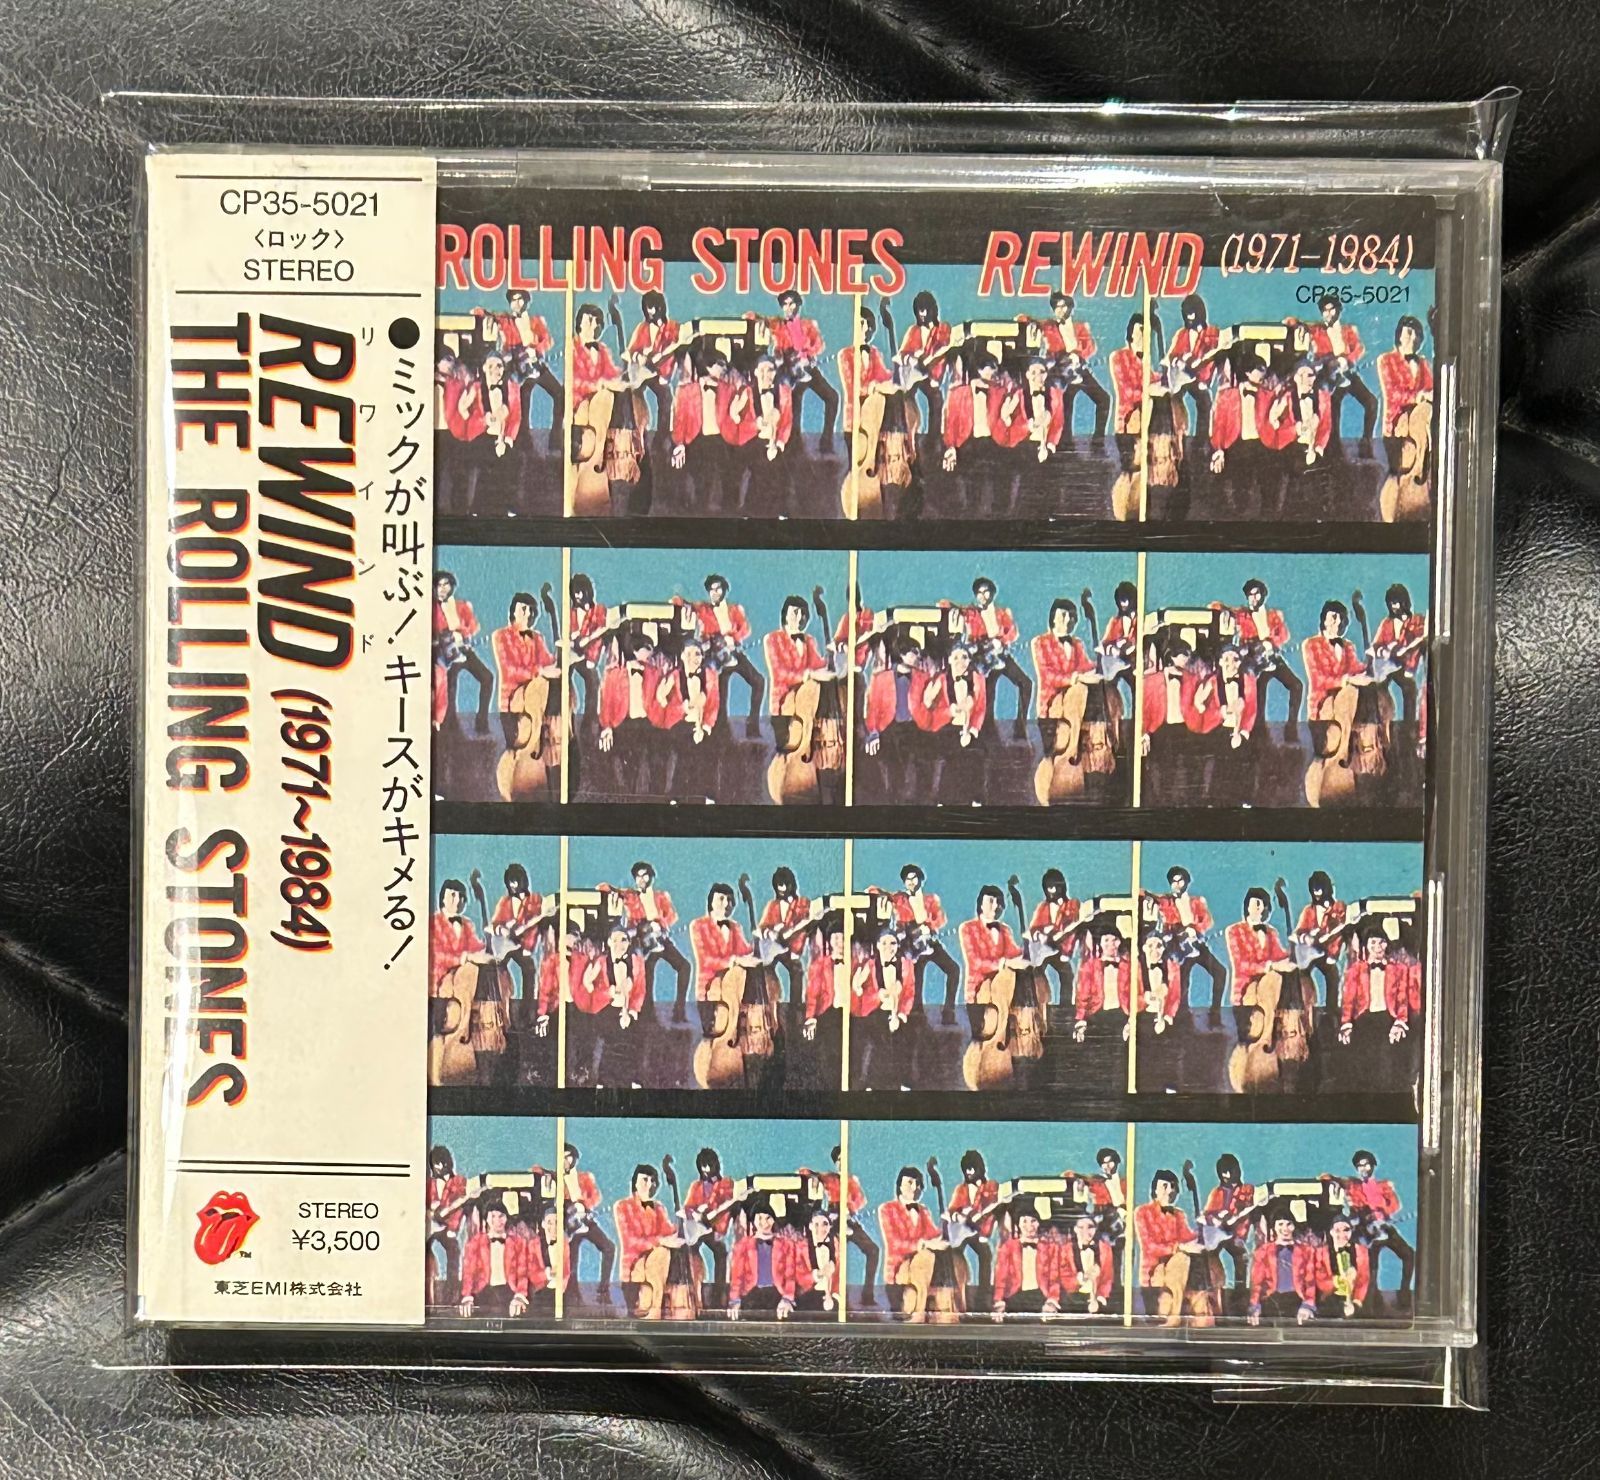 CP35-5021
〈ロック〉
STEREO
●ミックが叫ぶ！キースがキメる！
リワインド
REWIND (1971~1984)
THE ROLLING STONES
STEREO
¥3,500
TM
東芝EMI株式会社
ROLLING STONES REWIND (1971-1984)
CP35-5021